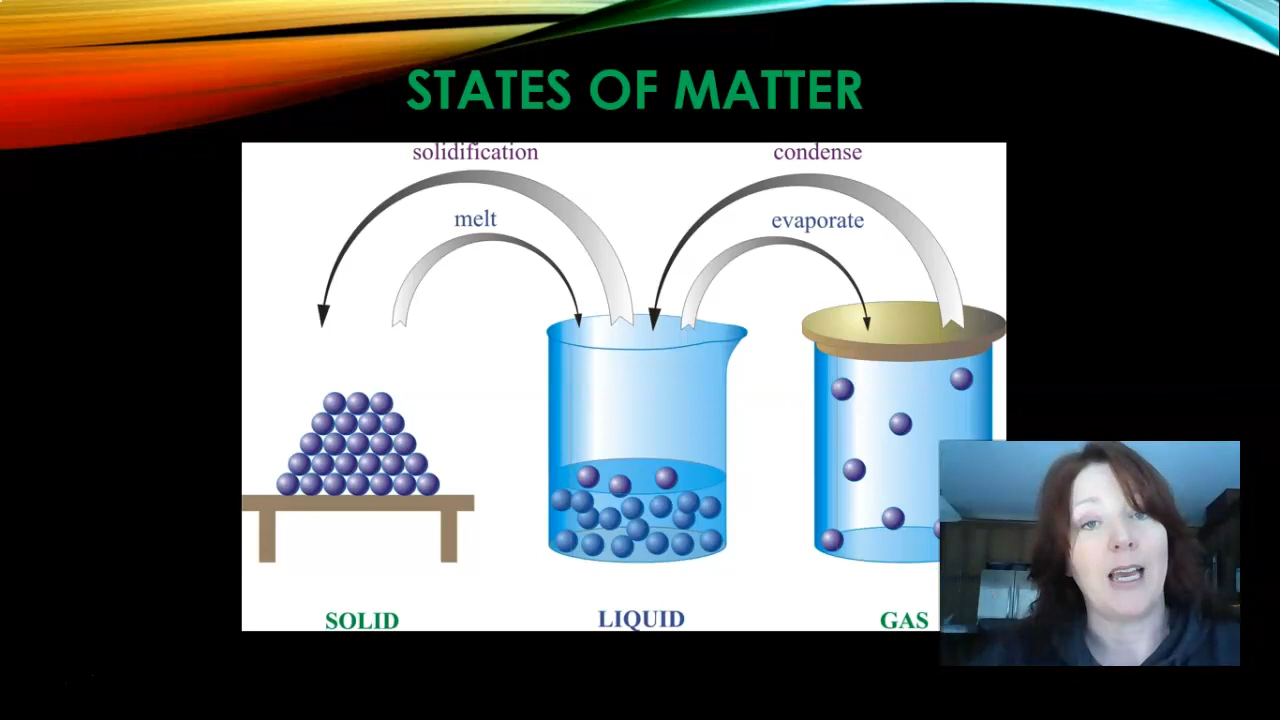 STATES OF MATTER
solidification
condense
melt
evaporate
SOLID
LIQUID
GAS